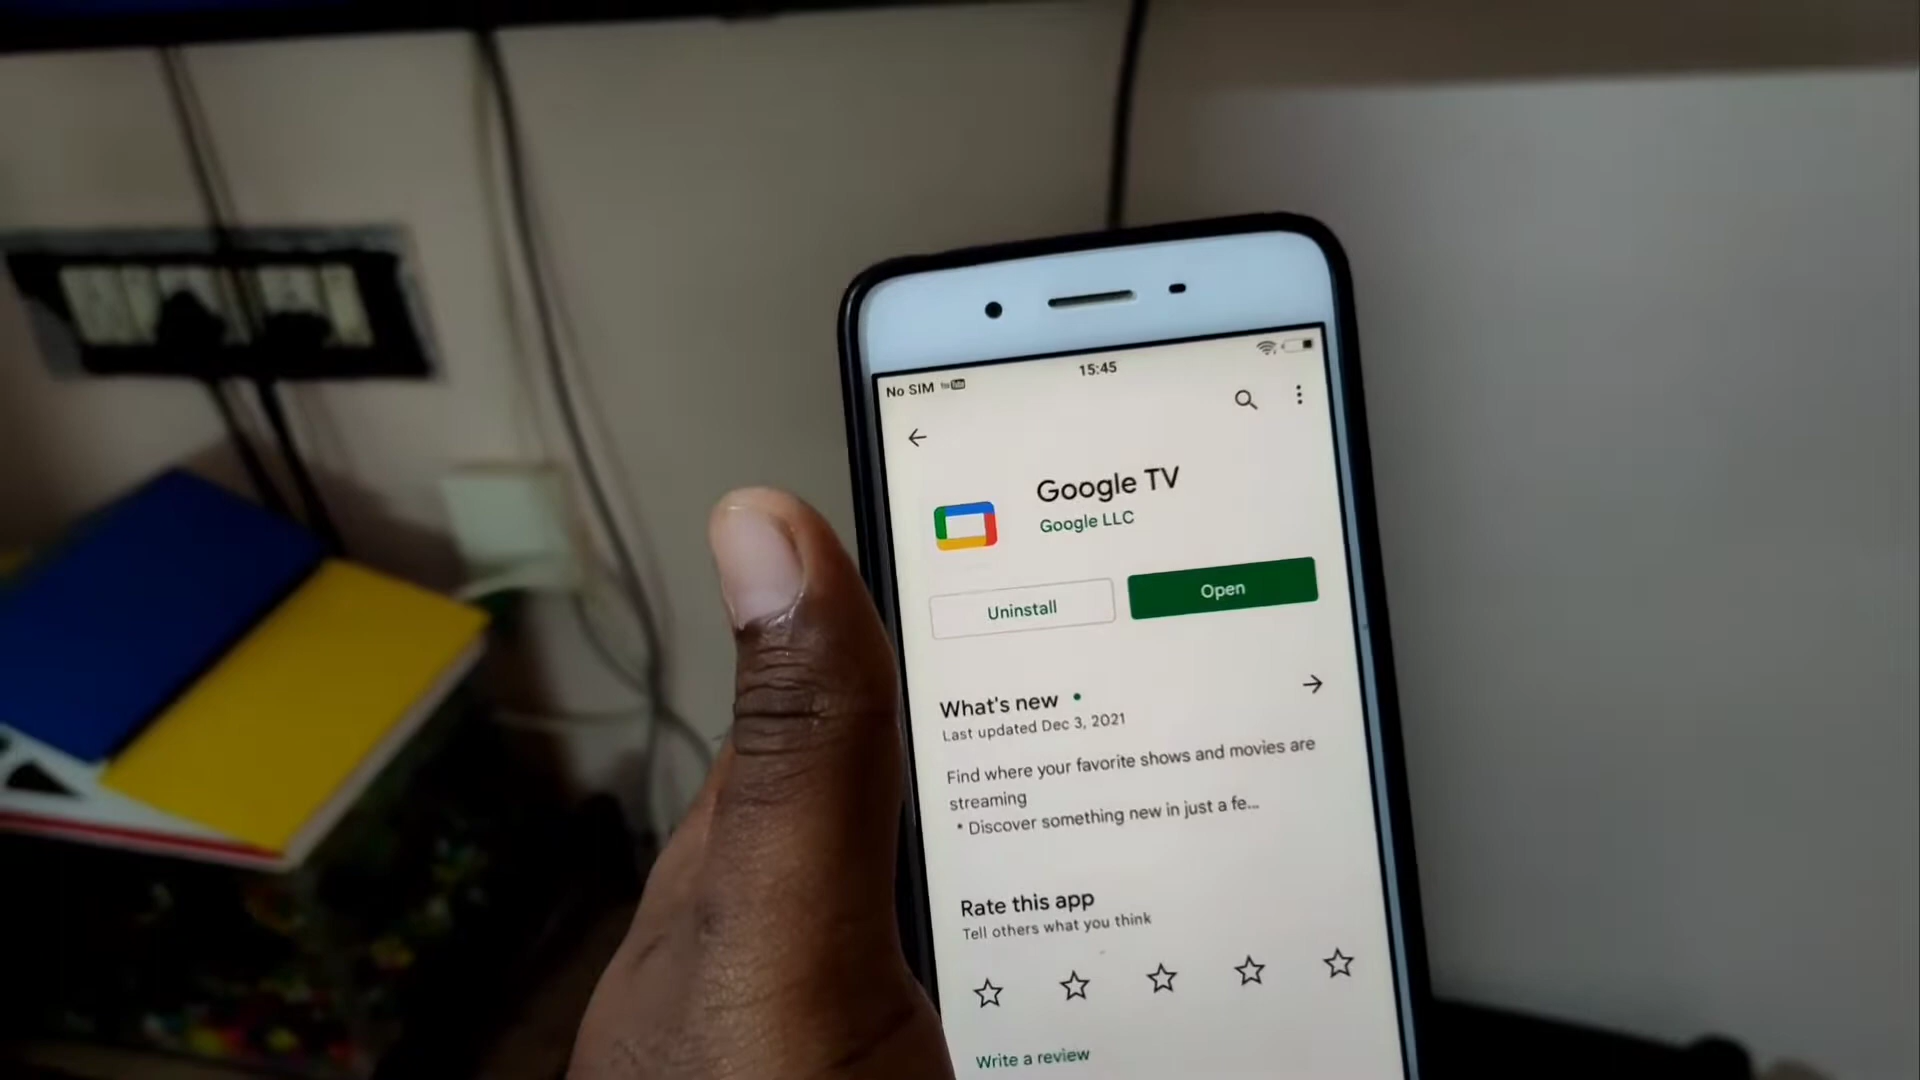 No SIM
15:45
Google TV
Google LLC
Uninstall
Open
What's new
Last updated Dec 3, 2021
Find where your favorite shows and movies are
streaming
* Discover something new in just a fe...
Rate this app
Tell others what you think
Write a review